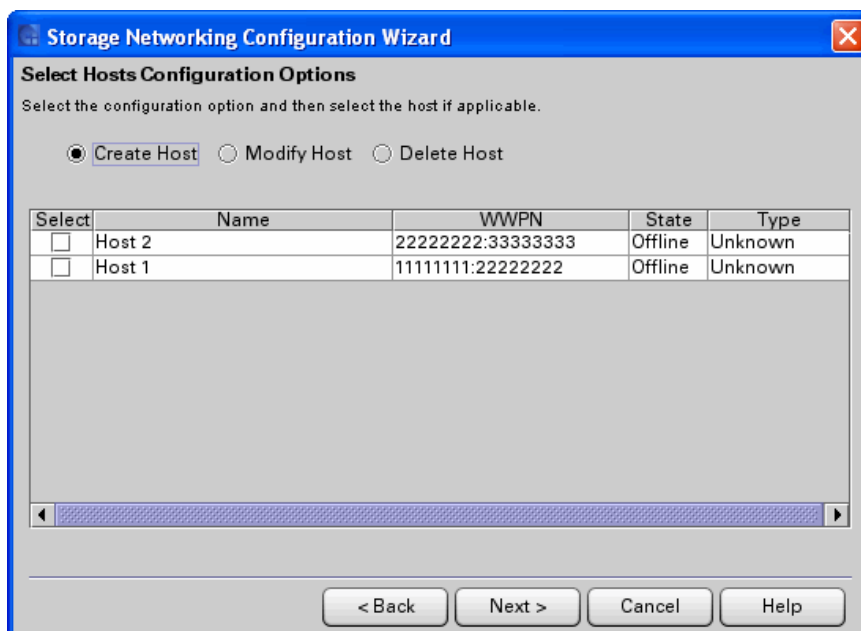 Storage Networking Configuration Wizard
Select Hosts Configuration Options
Select the configuration option and then select the host if applicable.
Create Host Modify Host Delete Host
Select Name WWPN State Type
Host 2 22222222:33333333 Offline Unknown
Host 1 11111111:22222222 Offline Unknown
< Back Next > Cancel Help